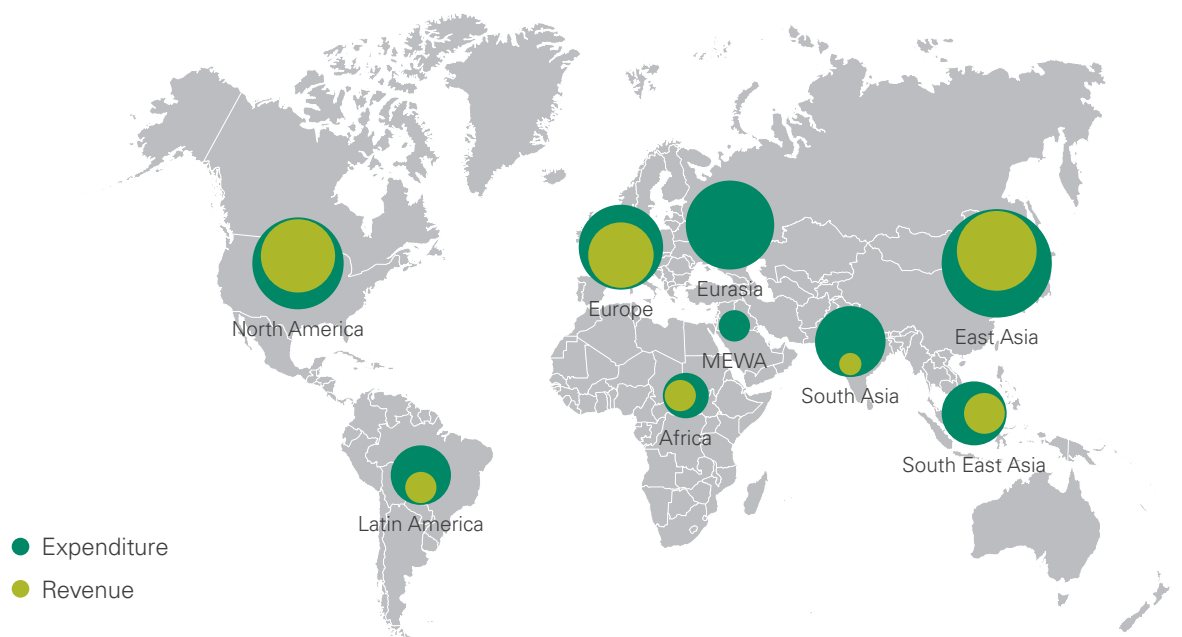 Eurasia
Europe
North America
East Asia
MEWA
South Asia
Africa
South East Asia
Latin America
Expenditure
Revenue